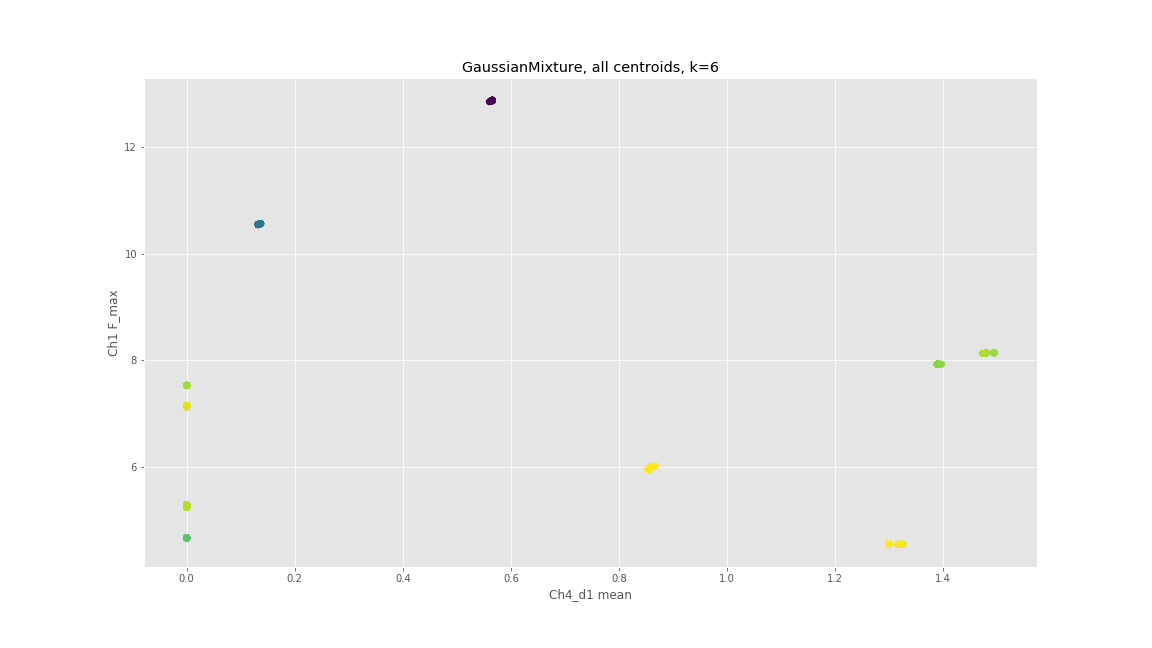 GaussianMixture, all centroids, k=6
12
10
8
6
Ch1 F_max
0.0 0.2 0.4 0.6 0.8 1.0 1.2 1.4
Ch4_d1 mean